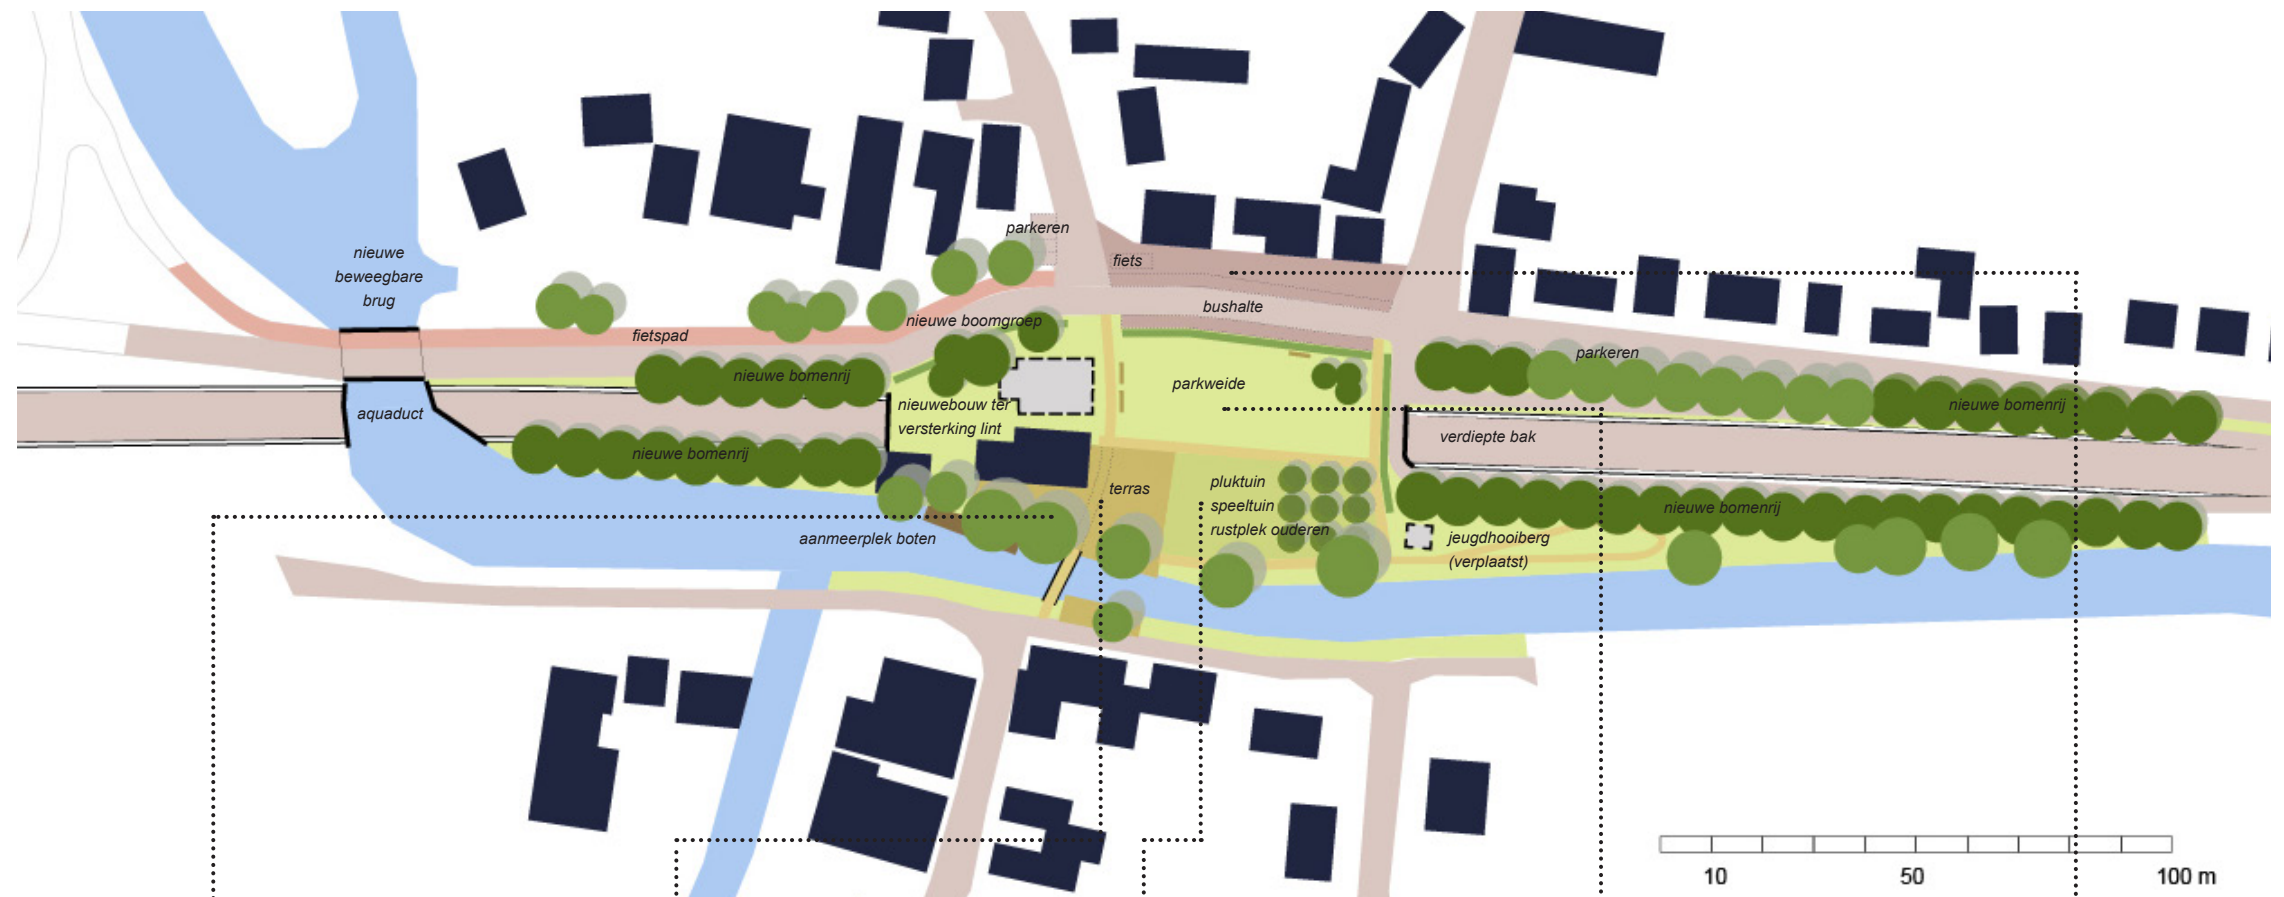 nieuwe
beweegbare
brug
parkeren
fiets
bushalte
nieuwe boomgroep
fietspad
parkeren
nieuwe bomenrij
parkweide
aquaduct
nieuwebouw ter
versterking lint
nieuwe bomenrij
verdiepte bak
nieuwe bomenrij
terras
pluktuin
speeltuin
rustplek ouderen
nieuwe bomenrij
aanmeerplek boten
jeugdhooiberg
(verplaatst)
10 50 100 m